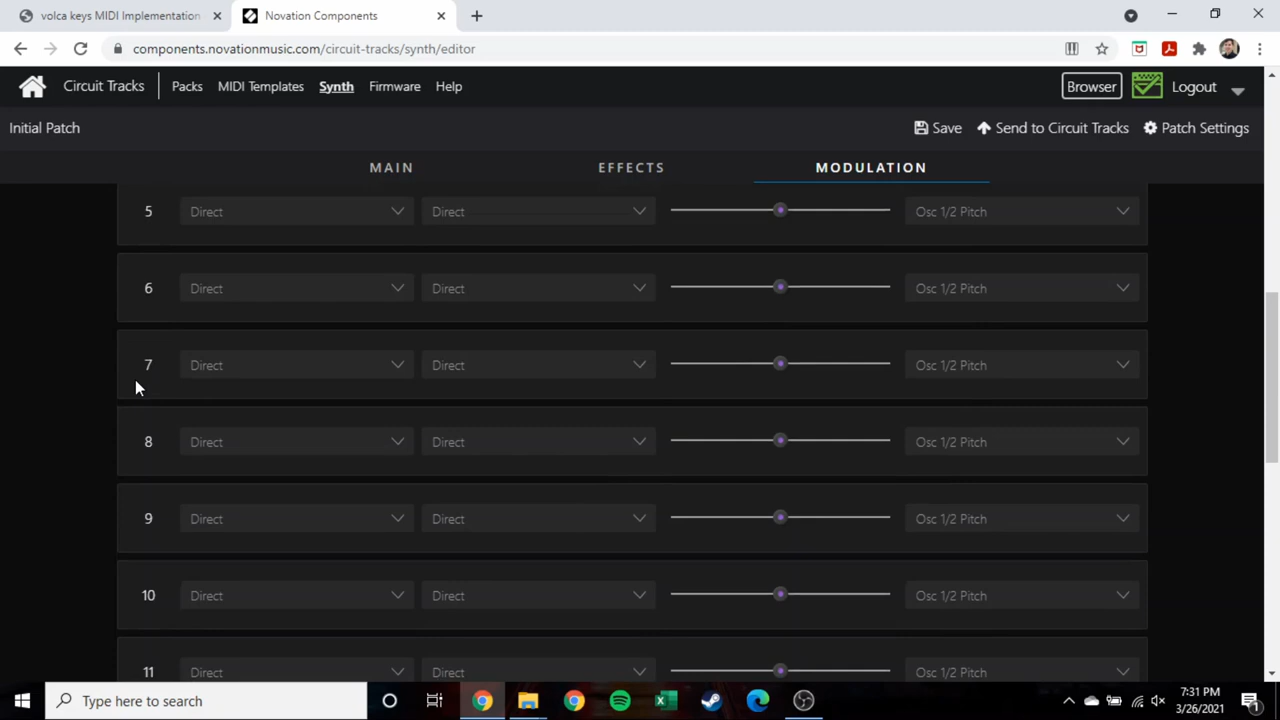 volca keys MIDI Implementation
Novation Components
components.novationmusic.com/circuit-tracks/synth/editor
Circuit Tracks Packs MIDI Templates Synth Firmware Help Browser Logout
Initial Patch Save Send to Circuit Tracks Patch Settings
MAIN EFFECTS MODULATION
5 Direct Direct Osc 1/2 Pitch
6 Direct Direct Osc 1/2 Pitch
7 Direct Direct Osc 1/2 Pitch
8 Direct Direct Osc 1/2 Pitch
9 Direct Direct Osc 1/2 Pitch
10 Direct Direct Osc 1/2 Pitch
11 Direct Direct Osc 1/2 Pitch
Type here to search
7:31 PM
3/26/2021
1